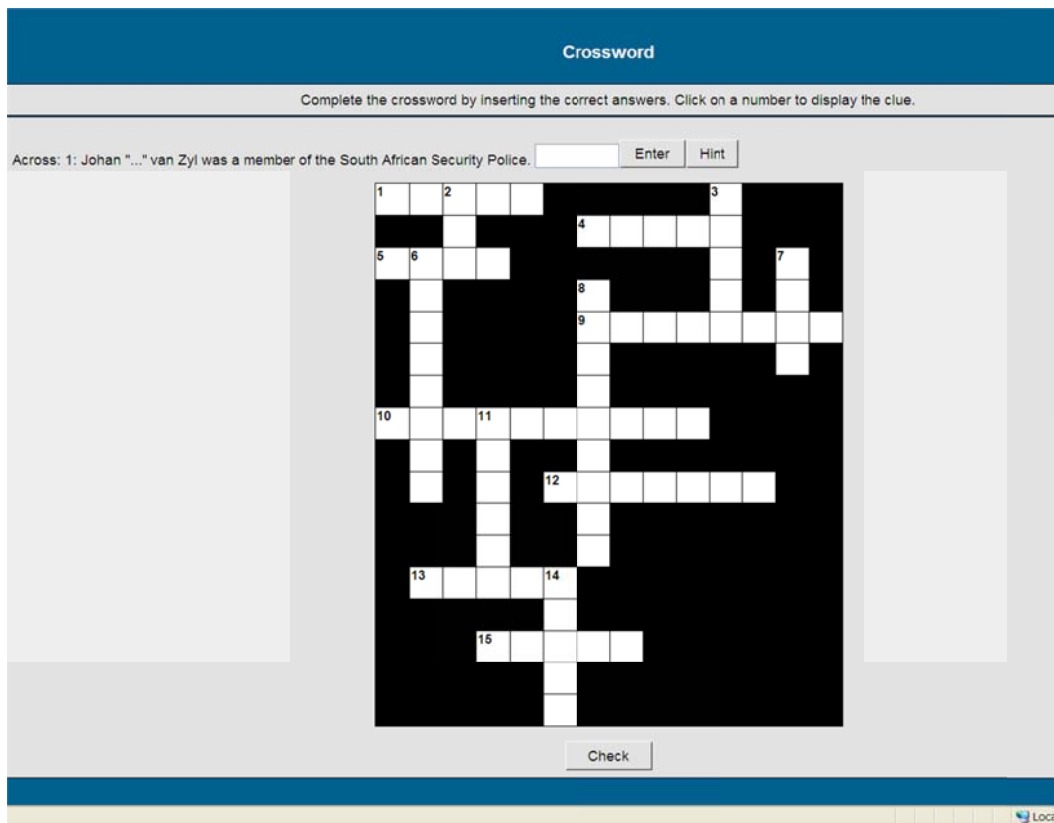 Crossword
Complete the crossword by inserting the correct answers. Click on a number to display the clue.
Across: 1: Johan "..." van Zyl was a member of the South African Security Police. Enter Hint
1 2 3
4
5 6 7
8
9
10 11
12
13 14
15
Check